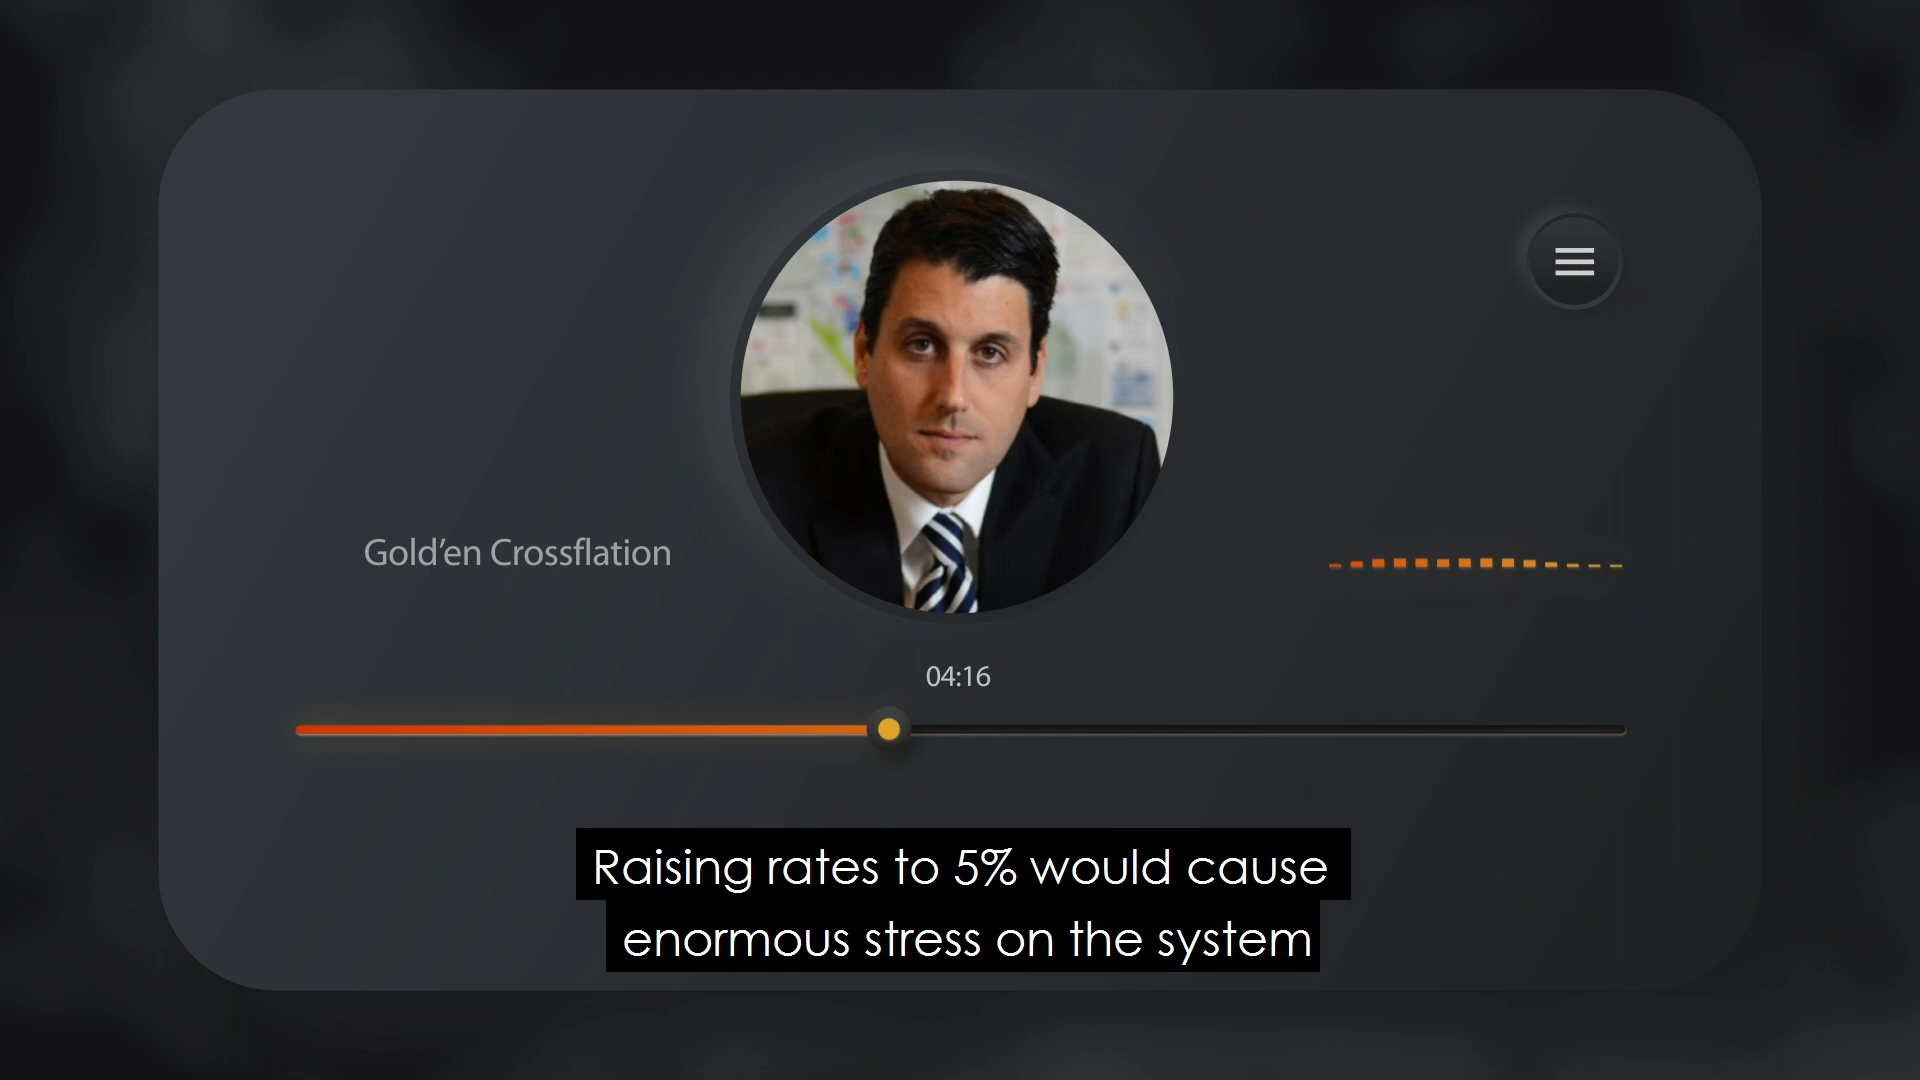 Gold’en Crossflation
04:16
Raising rates to 5% would cause
enormous stress on the system